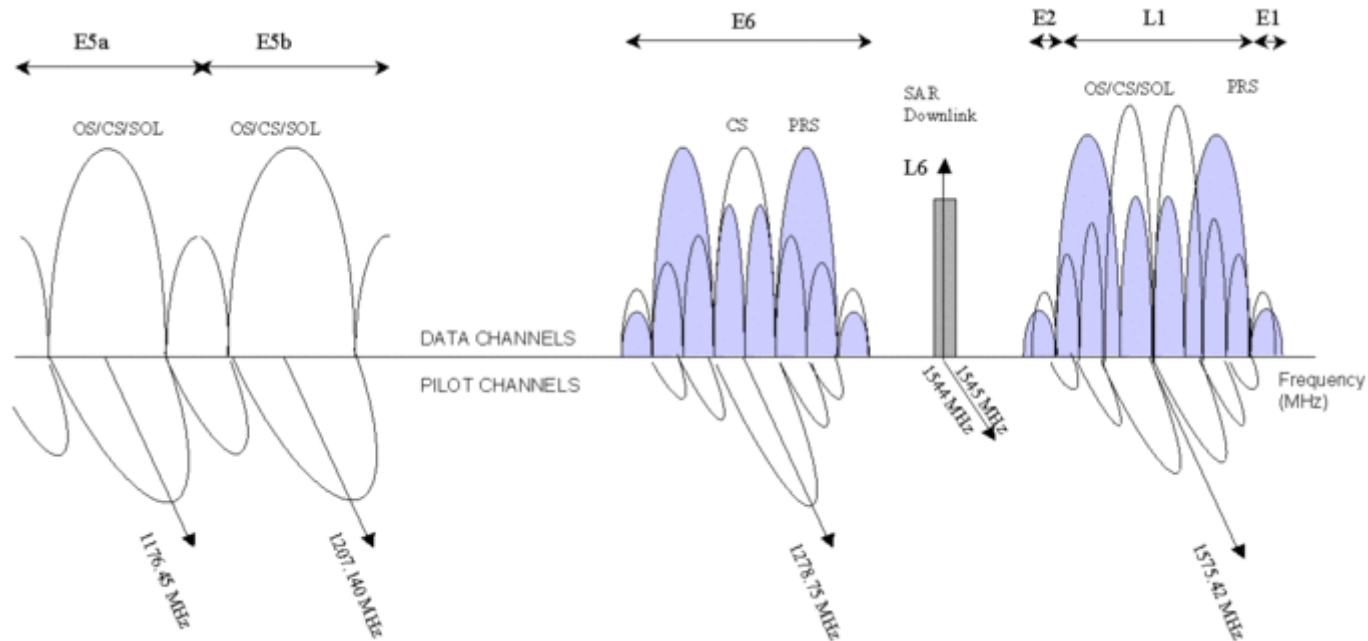 E5a
E5b
E6
E2
L1
E1
OS/CS/SOL
OS/CS/SOL
CS
PRS
SAR
Downlink
OS/CS/SOL
PRS
L6
DATA CHANNELS
PILOT CHANNELS
Frequency
(MHz)
1176.45 MHz
1207.140 MHz
1278.75 MHz
1544 MHz
1545 MHz
1575.42 MHz